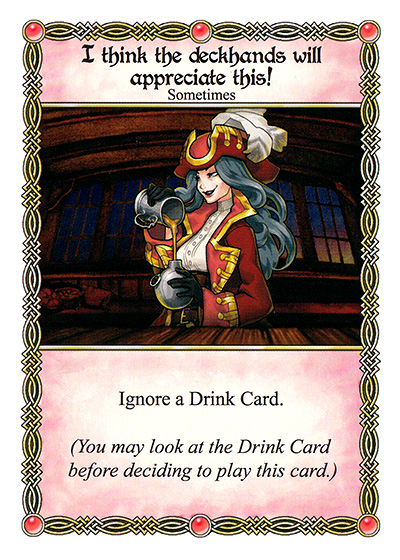 I think the deckhands will
appreciate this!
Sometimes
Ignore a Drink Card.
(You may look at the Drink Card
before deciding to play this card.)